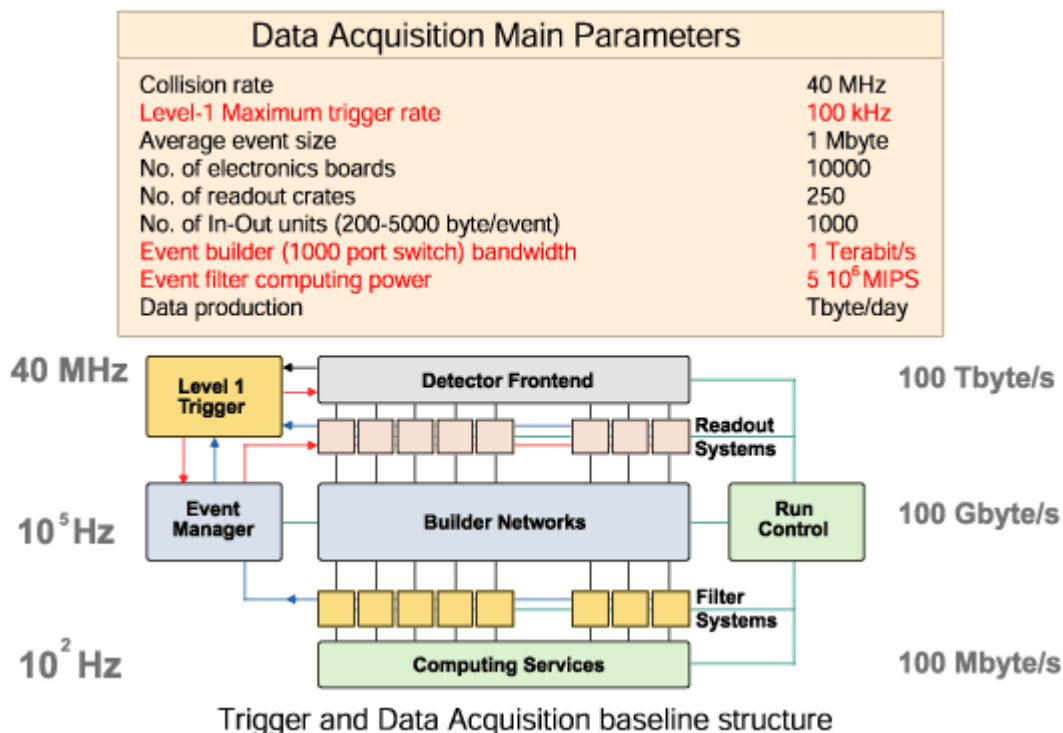 Data Acquisition Main Parameters
Collision rate 40 MHz
Level-1 Maximum trigger rate 100 kHz
Average event size 1 Mbyte
No. of electronics boards 10000
No. of readout crates 250
No. of In-Out units (200-5000 byte/event) 1000
Event builder (1000 port switch) bandwidth 1 Terabit/s
Event filter computing power 5 10⁶ MIPS
Data production Tbyte/day
40 MHz
Level 1
Trigger
Detector Frontend
100 Tbyte/s
Readout
Systems
10⁵ Hz
Event
Manager
Builder Networks
Run
Control
100 Gbyte/s
Filter
Systems
10² Hz
Computing Services
100 Mbyte/s
Trigger and Data Acquisition baseline structure